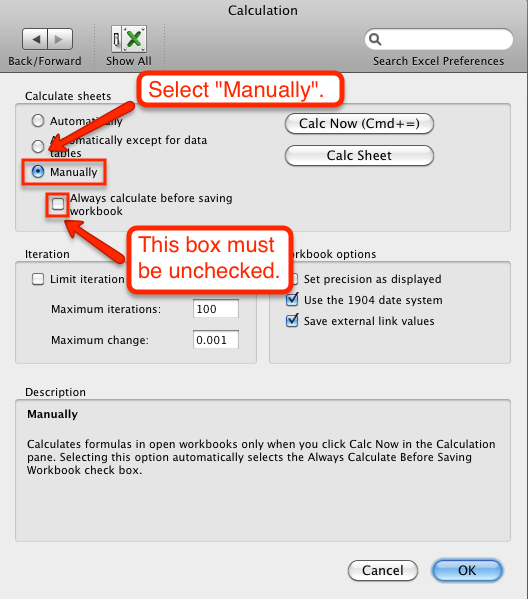 Calculation
Back/Forward
Show All
Search Excel Preferences
Select "Manually".
Calculate sheets
Automatically
Calc Now (Cmd+=)
Automatically except for data
tables
Calc Sheet
Manually
Always calculate before saving
workbook
This box must
be unchecked.
Iteration
Workbook options
Limit iteration
Set precision as displayed
Maximum iterations:
100
Use the 1904 date system
Save external link values
Maximum change:
0.001
Description
Manually
Calculates formulas in open workbooks only when you click Calc Now in the Calculation
pane. Selecting this option automatically selects the Always Calculate Before Saving
Workbook check box.
Cancel
OK